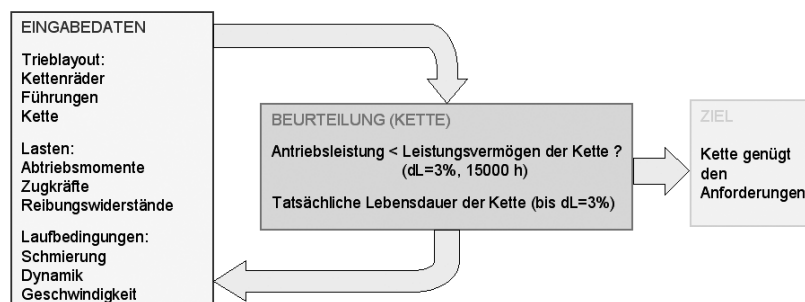 EINGABEDATEN
Trieblayout:
Kettenräder
Führungen
Kette
Lasten:
Abtriebsmomente
Zugkräfte
Reibungswiderstände
Laufbedingungen:
Schmierung
Dynamik
Geschwindigkeit
BEURTEILUNG (KETTE)
Antriebsleistung < Leistungsvermögen der Kette ?
(dL=3%, 15000 h)
Tatsächliche Lebensdauer der Kette (bis dL=3%)
ZIEL
Kette genügt
den
Anforderungen